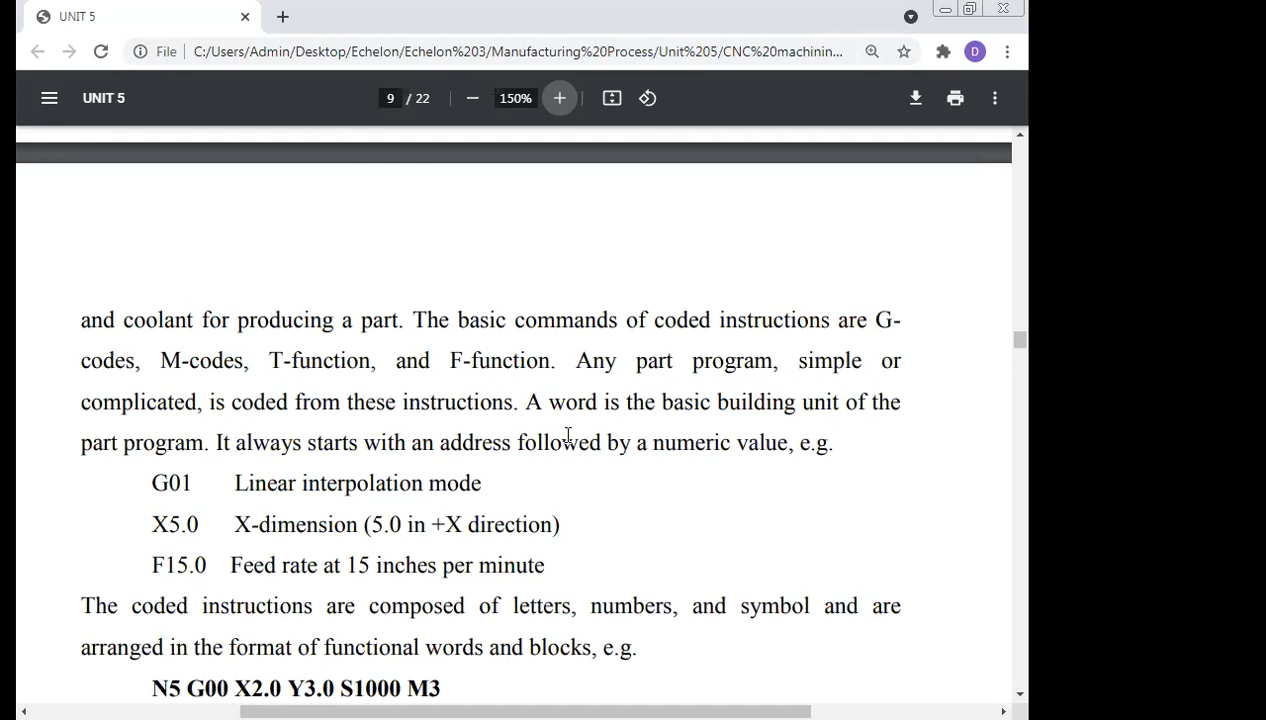 UNIT 5
File C:/Users/Admin/Desktop/Echelon/Echelon%203/Manufacturing%20Process/Unit%205/CNC%20machinin...
D
UNIT 5
9 / 22
150%
and coolant for producing a part. The basic commands of coded instructions are G-
codes, M-codes, T-function, and F-function. Any part program, simple or
complicated, is coded from these instructions. A word is the basic building unit of the
part program. It always starts with an address followed by a numeric value, e.g.
G01 Linear interpolation mode
X5.0 X-dimension (5.0 in +X direction)
F15.0 Feed rate at 15 inches per minute
The coded instructions are composed of letters, numbers, and symbol and are
arranged in the format of functional words and blocks, e.g.
N5 G00 X2.0 Y3.0 S1000 M3